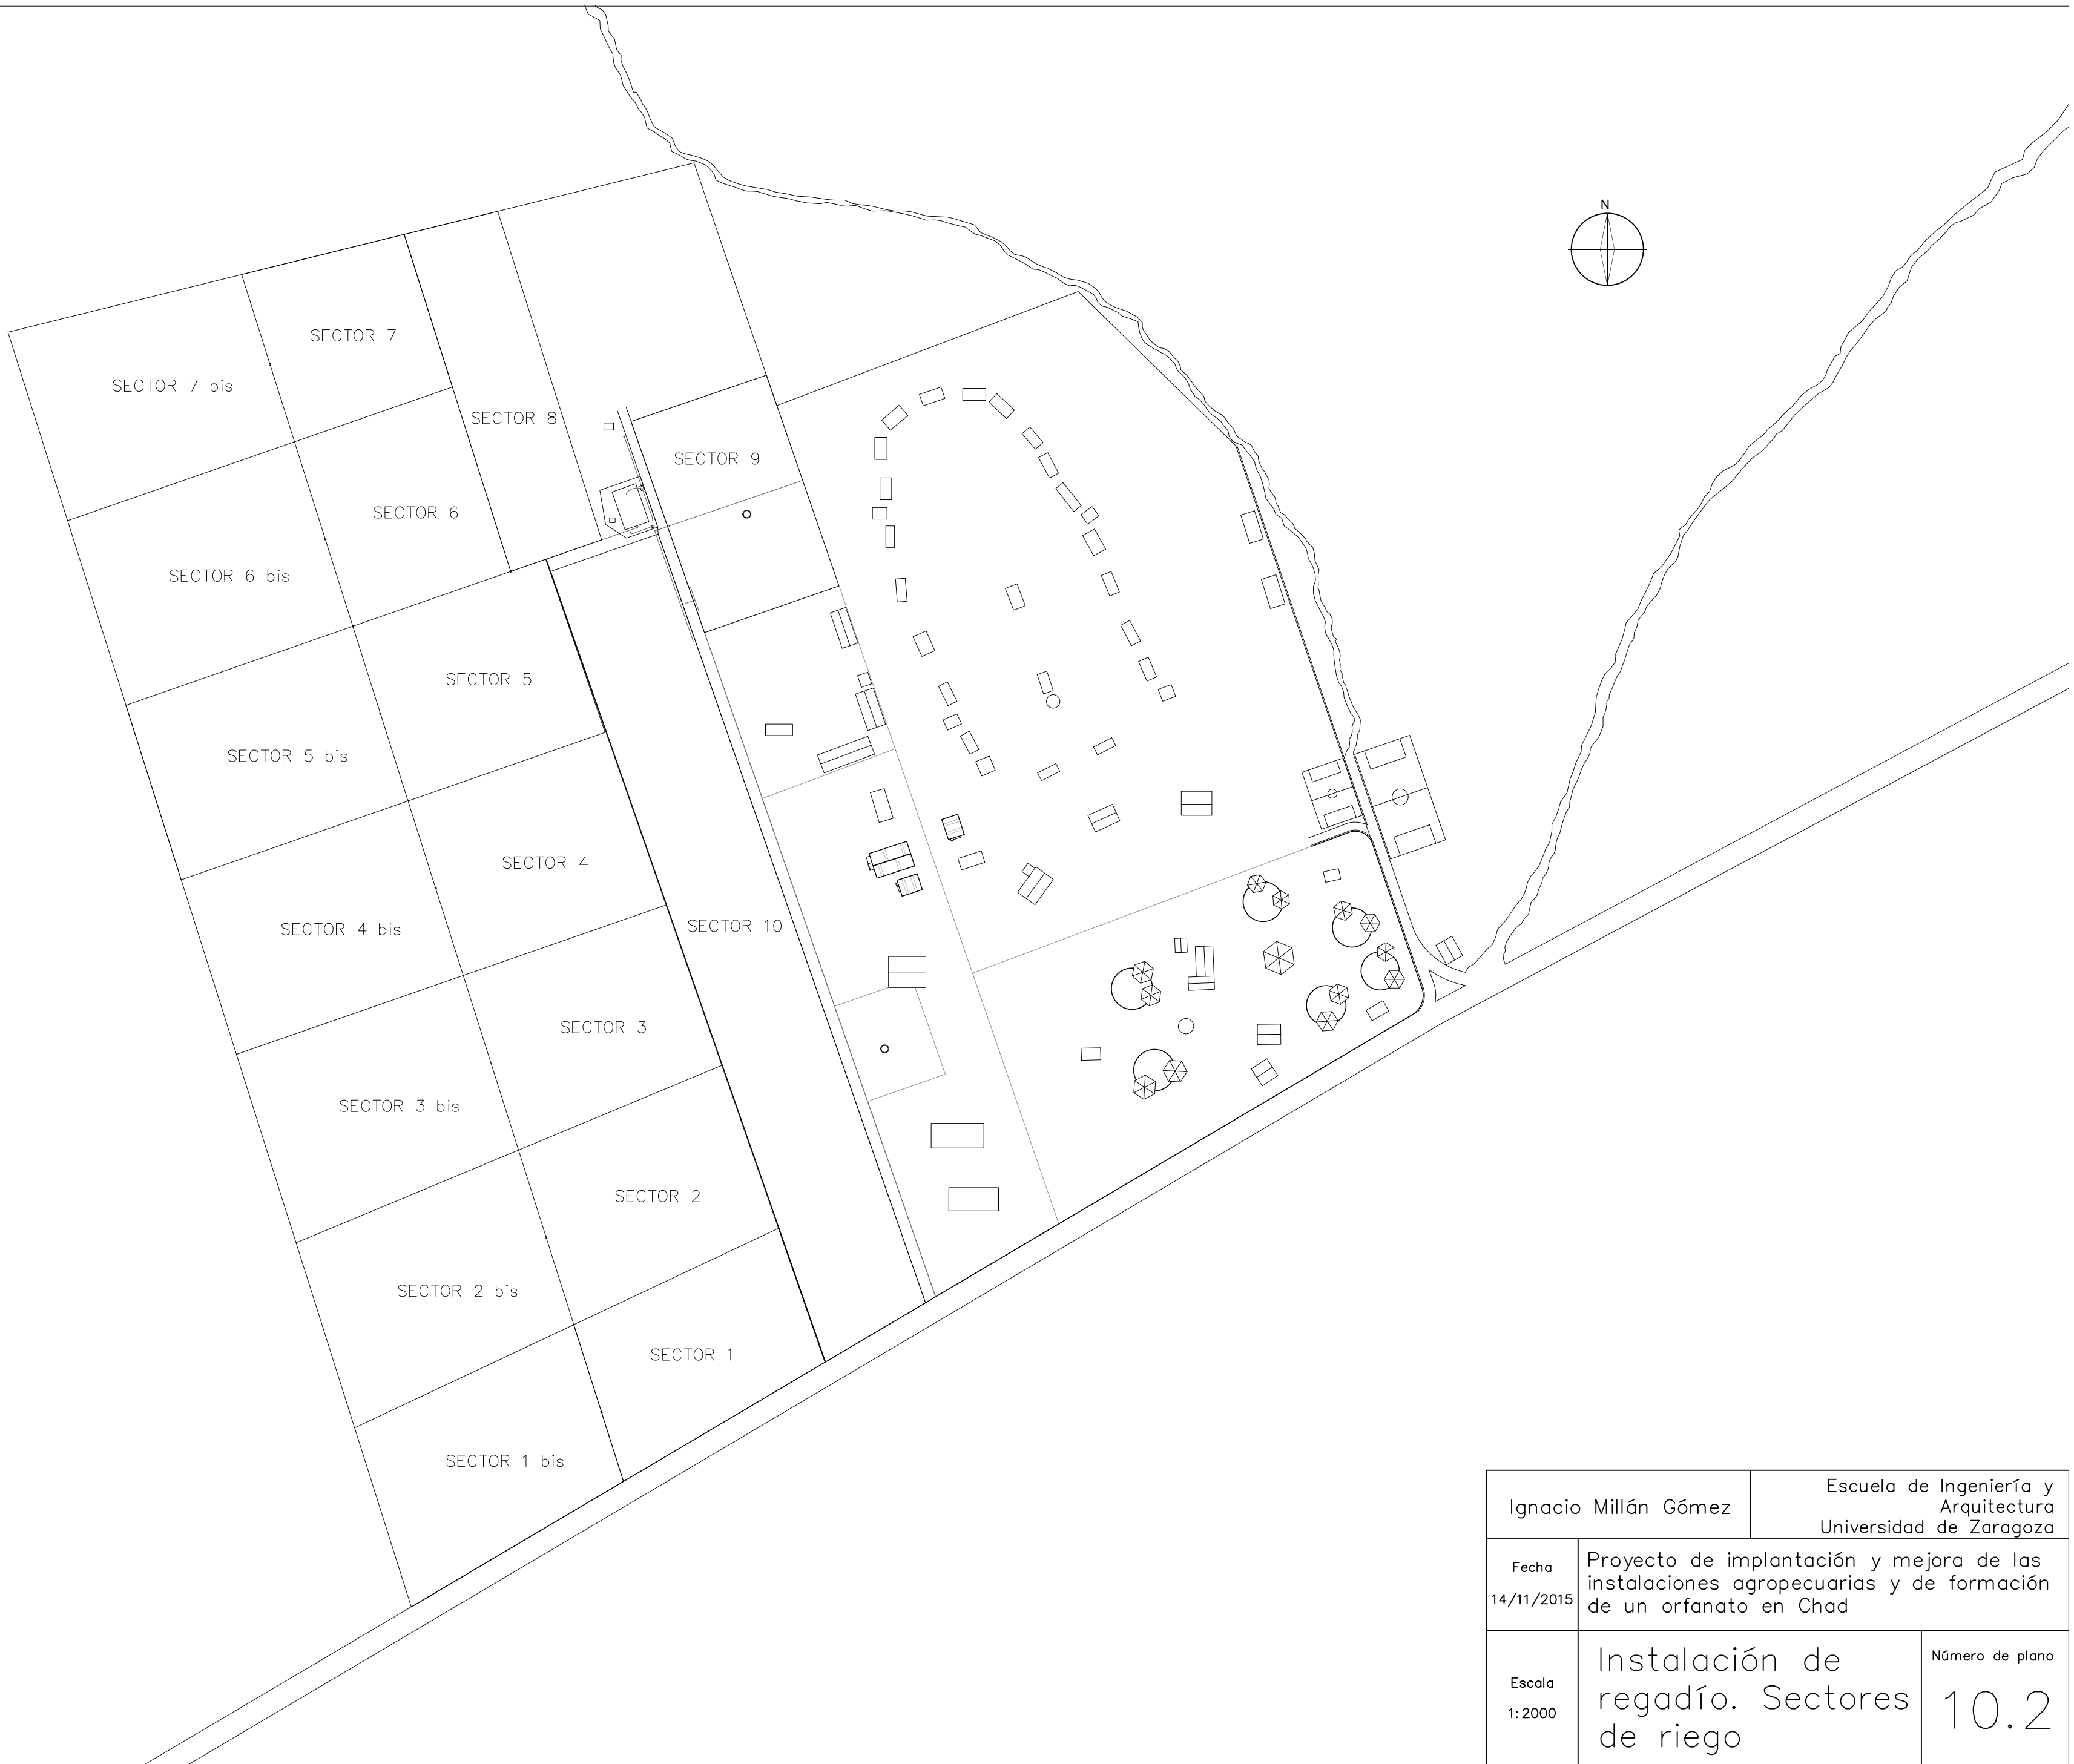 N
SECTOR 7
SECTOR 7 bis
SECTOR 8
SECTOR 9
SECTOR 6
SECTOR 6 bis
SECTOR 5
SECTOR 5 bis
SECTOR 4
SECTOR 4 bis
SECTOR 10
SECTOR 3
SECTOR 3 bis
SECTOR 2
SECTOR 2 bis
SECTOR 1
SECTOR 1 bis
Ignacio Millán Gómez
Escuela de Ingeniería y
Arquitectura
Universidad de Zaragoza
Fecha
14/11/2015
Proyecto de implantación y mejora de las
instalaciones agropecuarias y de formación
de un orfanato en Chad
Escala
1:2000
Instalación de
regadío. Sectores
de riego
Número de plano
10.2